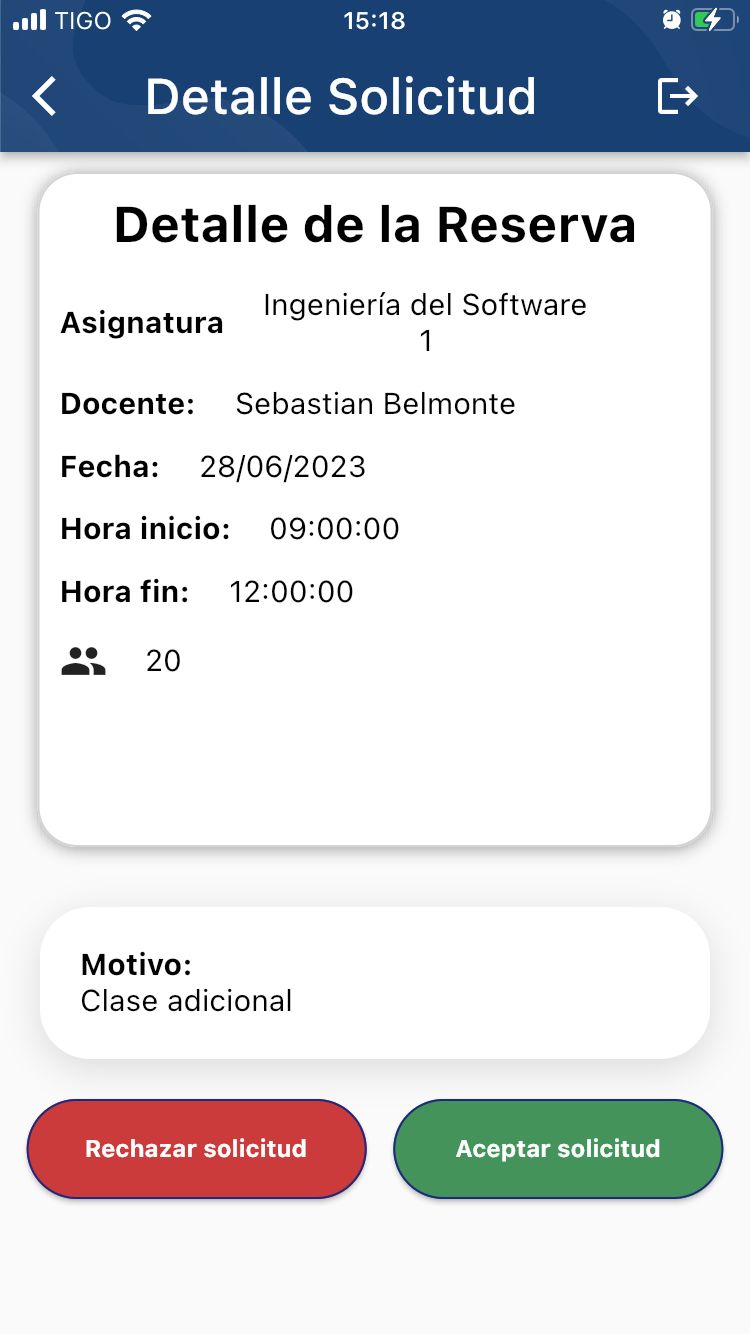 TIGO 15:18
Detalle Solicitud
Detalle de la Reserva
Asignatura Ingeniería del Software
1
Docente: Sebastian Belmonte
Fecha: 28/06/2023
Hora inicio: 09:00:00
Hora fin: 12:00:00
20
Motivo:
Clase adicional
Rechazar solicitud Aceptar solicitud